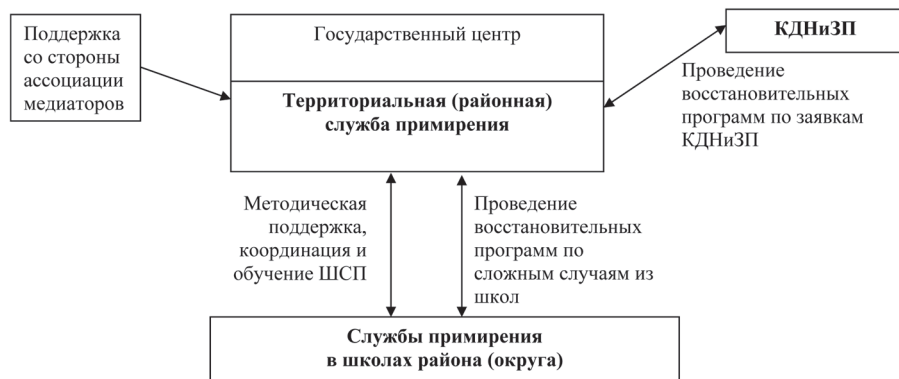 Поддержка
со стороны
ассоциации
медиаторов
Государственный центр
Территориальная (районная)
служба примирения
КДНиЗП
Проведение
восстановительных
программ по заявкам
КДНиЗП
Методическая
поддержка,
координация и
обучение ШСП
Проведение
восстановительных
программ по
сложным случаям из
школ
Службы примирения
в школах района (округа)